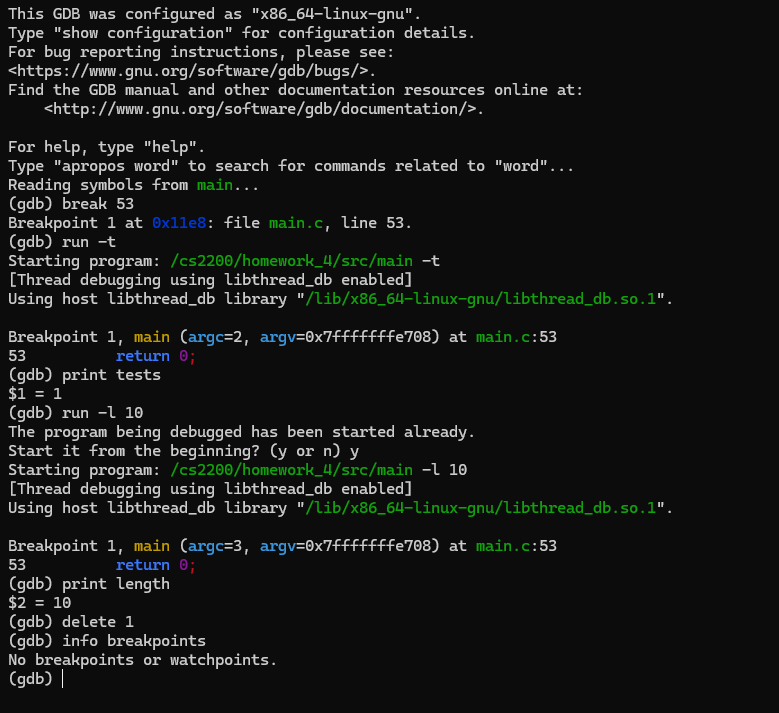 This GDB was configured as "x86_64-linux-gnu".
Type "show configuration" for configuration details.
For bug reporting instructions, please see:
<https://www.gnu.org/software/gdb/bugs/>.
Find the GDB manual and other documentation resources online at:
    <http://www.gnu.org/software/gdb/documentation/>.

For help, type "help".
Type "apropos word" to search for commands related to "word"...
Reading symbols from main...
(gdb) break 53
Breakpoint 1 at 0x11e8: file main.c, line 53.
(gdb) run -t
Starting program: /cs2200/homework_4/src/main -t
[Thread debugging using libthread_db enabled]
Using host libthread_db library "/lib/x86_64-linux-gnu/libthread_db.so.1".

Breakpoint 1, main (argc=2, argv=0x7fffffffe708) at main.c:53
53          return 0;
(gdb) print tests
$1 = 1
(gdb) run -l 10
The program being debugged has been started already.
Start it from the beginning? (y or n) y
Starting program: /cs2200/homework_4/src/main -l 10
[Thread debugging using libthread_db enabled]
Using host libthread_db library "/lib/x86_64-linux-gnu/libthread_db.so.1".

Breakpoint 1, main (argc=3, argv=0x7fffffffe708) at main.c:53
53          return 0;
(gdb) print length
$2 = 10
(gdb) delete 1
(gdb) info breakpoints
No breakpoints or watchpoints.
(gdb)